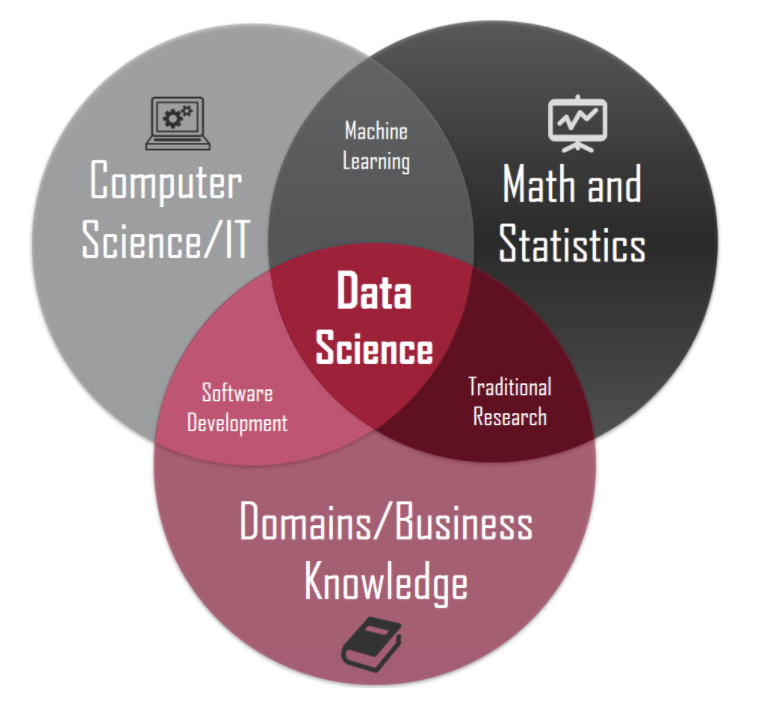 Machine
Learning
Computer
Science/IT
Math and
Statistics
Data
Science
Software
Development
Traditional
Research
Domains/Business
Knowledge